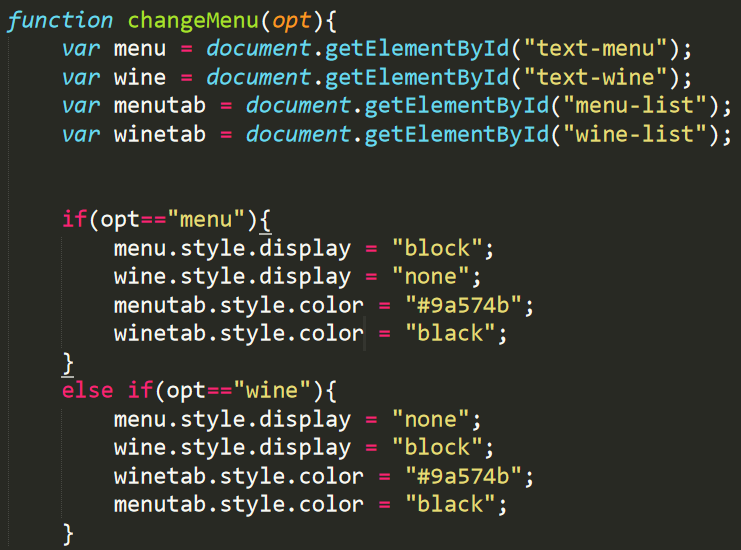 function changeMenu(opt){
    var menu = document.getElementById("text-menu");
    var wine = document.getElementById("text-wine");
    var menutab = document.getElementById("menu-list");
    var winetab = document.getElementById("wine-list");
    if(opt=="menu"){
        menu.style.display = "block";
        wine.style.display = "none";
        menutab.style.color = "#9a574b";
        winetab.style.color = "black";
    }
    else if(opt=="wine"){
        menu.style.display = "none";
        wine.style.display = "block";
        winetab.style.color = "#9a574b";
        menutab.style.color = "black";
    }